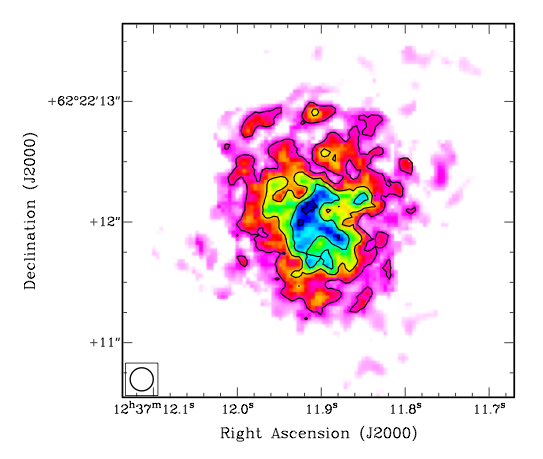 +62°22'13"
+12"
+11"
Declination (J2000)
12ʰ37ᵐ12.1ˢ 12.0ˢ 11.9ˢ 11.8ˢ 11.7ˢ
Right Ascension (J2000)